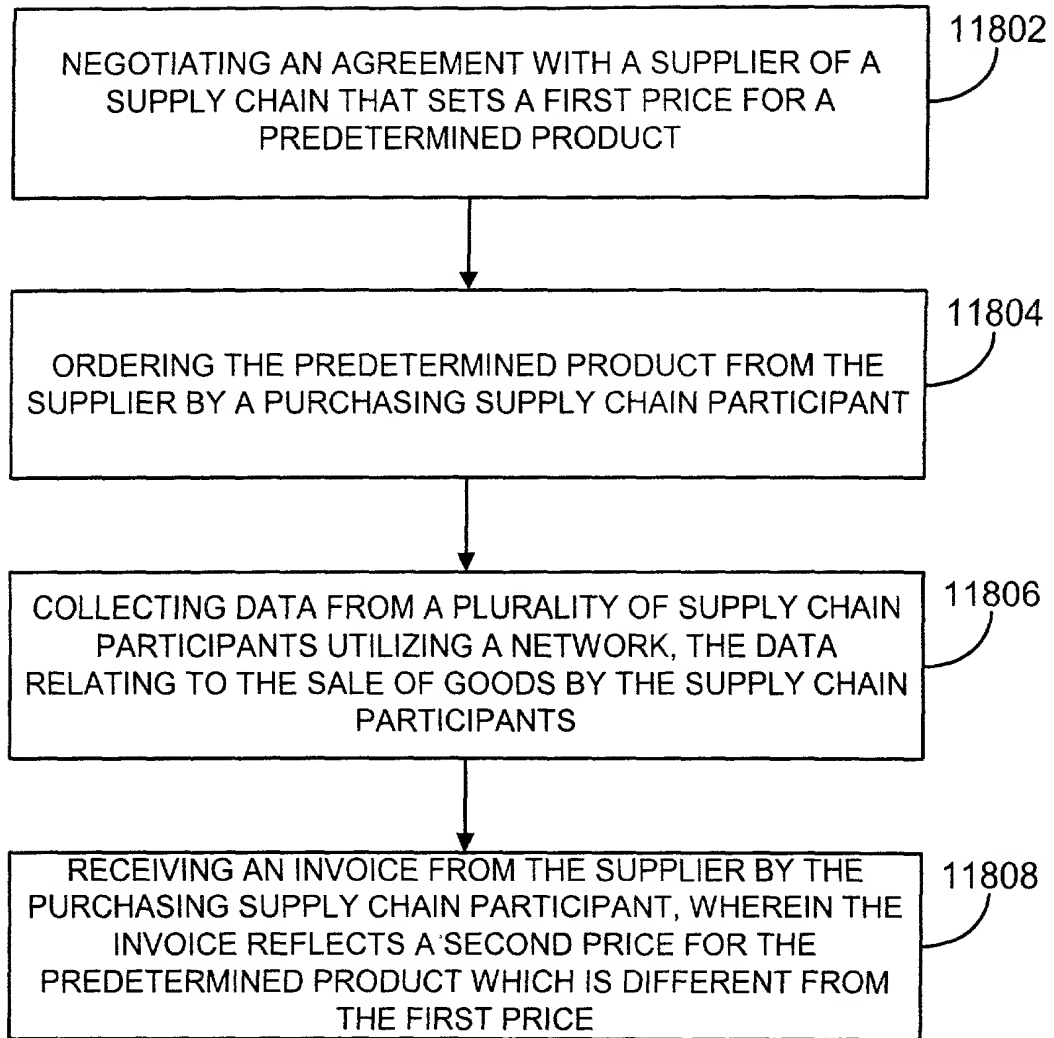 11802
NEGOTIATING AN AGREEMENT WITH A SUPPLIER OF A
SUPPLY CHAIN THAT SETS A FIRST PRICE FOR A
PREDETERMINED PRODUCT
11804
ORDERING THE PREDETERMINED PRODUCT FROM THE
SUPPLIER BY A PURCHASING SUPPLY CHAIN PARTICIPANT
11806
COLLECTING DATA FROM A PLURALITY OF SUPPLY CHAIN
PARTICIPANTS UTILIZING A NETWORK, THE DATA
RELATING TO THE SALE OF GOODS BY THE SUPPLY CHAIN
PARTICIPANTS
11808
RECEIVING AN INVOICE FROM THE SUPPLIER BY THE
PURCHASING SUPPLY CHAIN PARTICIPANT, WHEREIN THE
INVOICE REFLECTS A SECOND PRICE FOR THE
PREDETERMINED PRODUCT WHICH IS DIFFERENT FROM
THE FIRST PRICE